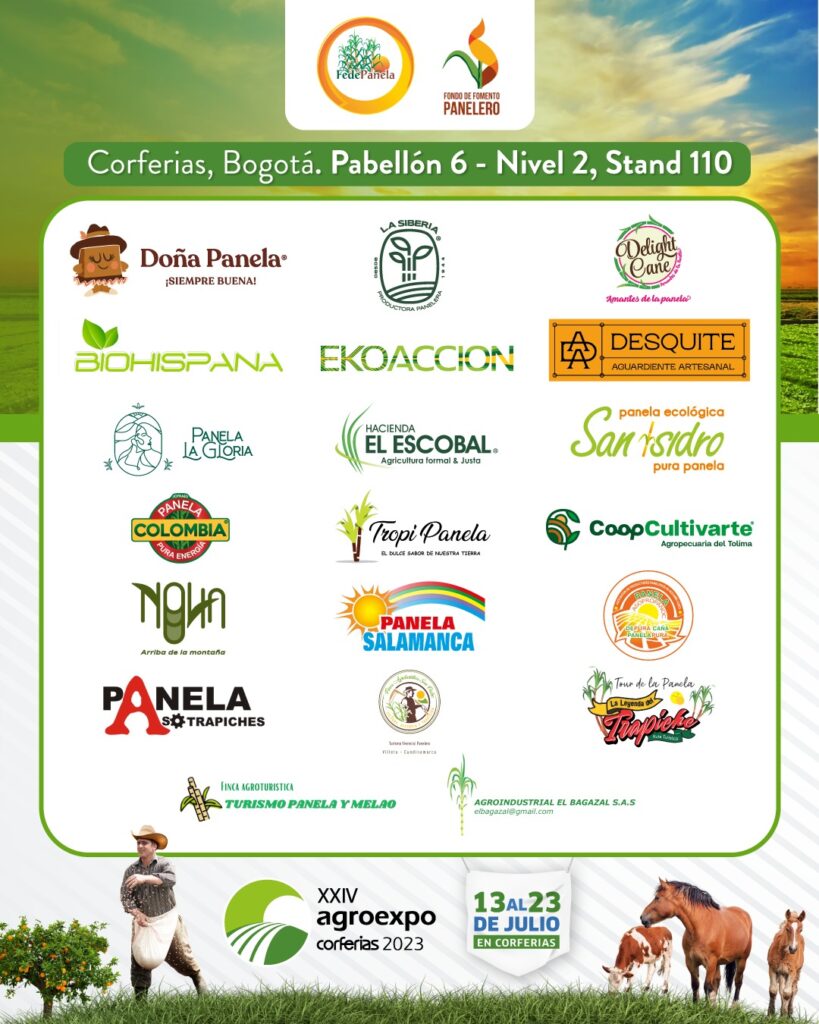 FedePanela
FONDO DE FOMENTO
PANELERO
Corferias, Bogotá. Pabellón 6 - Nivel 2, Stand 110
Doña Panela®
¡SIEMPRE BUENA!
LA SIBERIA®
PRODUCTORA PANELERA
Delight
Cane
Amantes de la panela
BIOHISPANA
EKOACCION
DESQUITE
AGUARDIENTE ARTESANAL
PANELA
LA GLORIA
HACIENDA
EL ESCOBAL®
Agricultura formal & Justa
panela ecológica
San Isidro
pura panela
PANELA
COLOMBIA®
PURA ENERGÍA
Tropi Panela
EL DULCE SABOR DE NUESTRA TIERRA
CoopCultivarte®
Agropecuaria del Tolima
NOVA
Arriba de la montaña
PANELA
SALAMANCA
PANELA
DEPURA CAÑA
PANELA PURA
PANELA
ASOTRAPICHES
Villeta - Cundinamarca
Tour de la Panela
La Leyenda del
Trapiche
FINCA AGROTURISTICA
TURISMO PANELA Y MELAO
AGROINDUSTRIAL EL BAGAZAL S.A.S
elbagazal@gmail.com
XXIV
agroexpo
corferias 2023
13 AL 23
DE JULIO
EN CORFERIAS